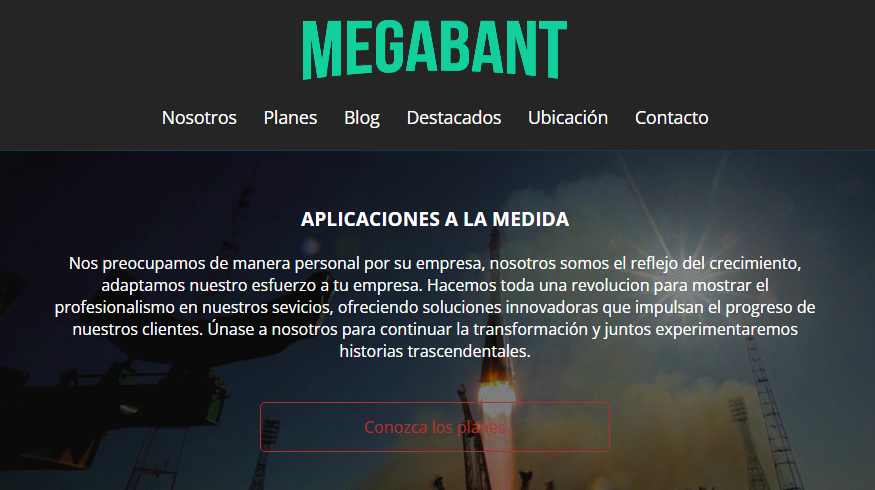 MEGABANT
Nosotros Planes Blog Destacados Ubicación Contacto
APLICACIONES A LA MEDIDA
Nos preocupamos de manera personal por su empresa, nosotros somos el reflejo del crecimiento,
adaptamos nuestro esfuerzo a tu empresa. Hacemos toda una revolucion para mostrar el
profesionalismo en nuestros sevicios, ofreciendo soluciones innovadoras que impulsan el progreso de
nuestros clientes. Únase a nosotros para continuar la transformación y juntos experimentaremos
historias trascendentales.
Conozca los planes